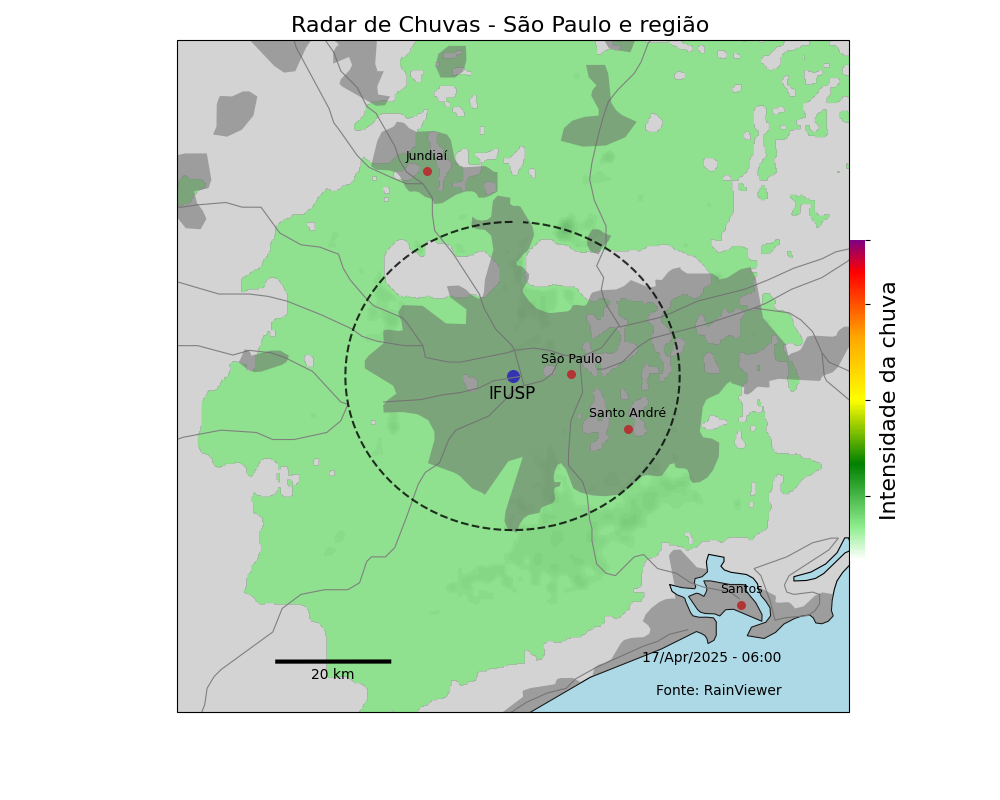 Radar de Chuvas - São Paulo e região
Jundiaí
São Paulo
IFUSP
Santo André
Intensidade da chuva
Santos
17/Apr/2025 - 06:00
20 km
Fonte: RainViewer